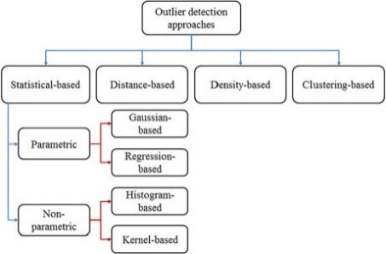 Outlier detection
approaches
Statistical-based
Distance-based
Density-based
Clustering-based
Parametric
Gaussian-
based
Regression-
based
Non-
parametric
Histogram-
based
Kernel-based